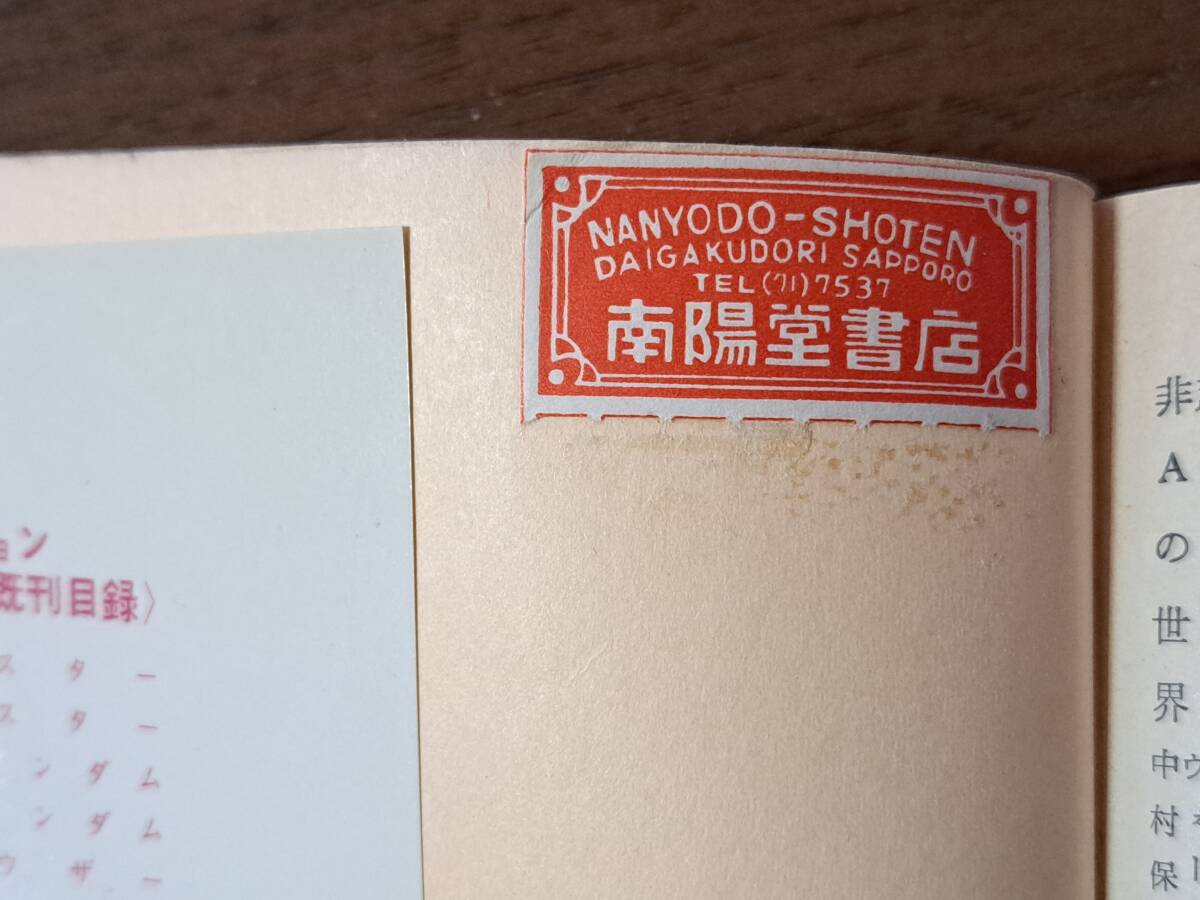 NANYODO-SHOTEN
DAIGAKUDORI SAPPORO
TEL (71) 7537
南陽堂書店
ョン
既刊目録〉
スター
スター
ンダム
ンダム
ウザー
非
Aの世界
中村保